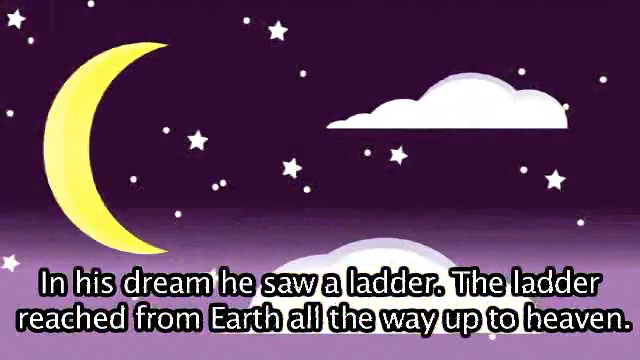 In his dream he saw a ladder. The ladder
reached from Earth all the way up to heaven.